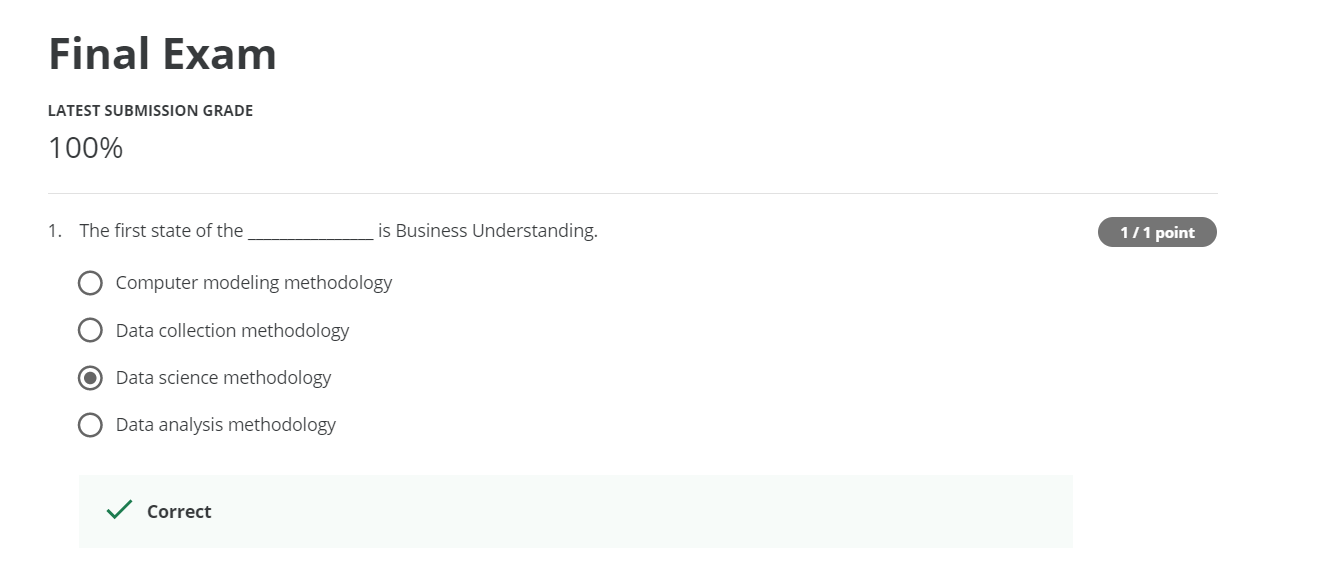 Final Exam
LATEST SUBMISSION GRADE
100%
1. The first state of the ________________ is Business Understanding.
1 / 1 point
Computer modeling methodology
Data collection methodology
Data science methodology
Data analysis methodology
Correct